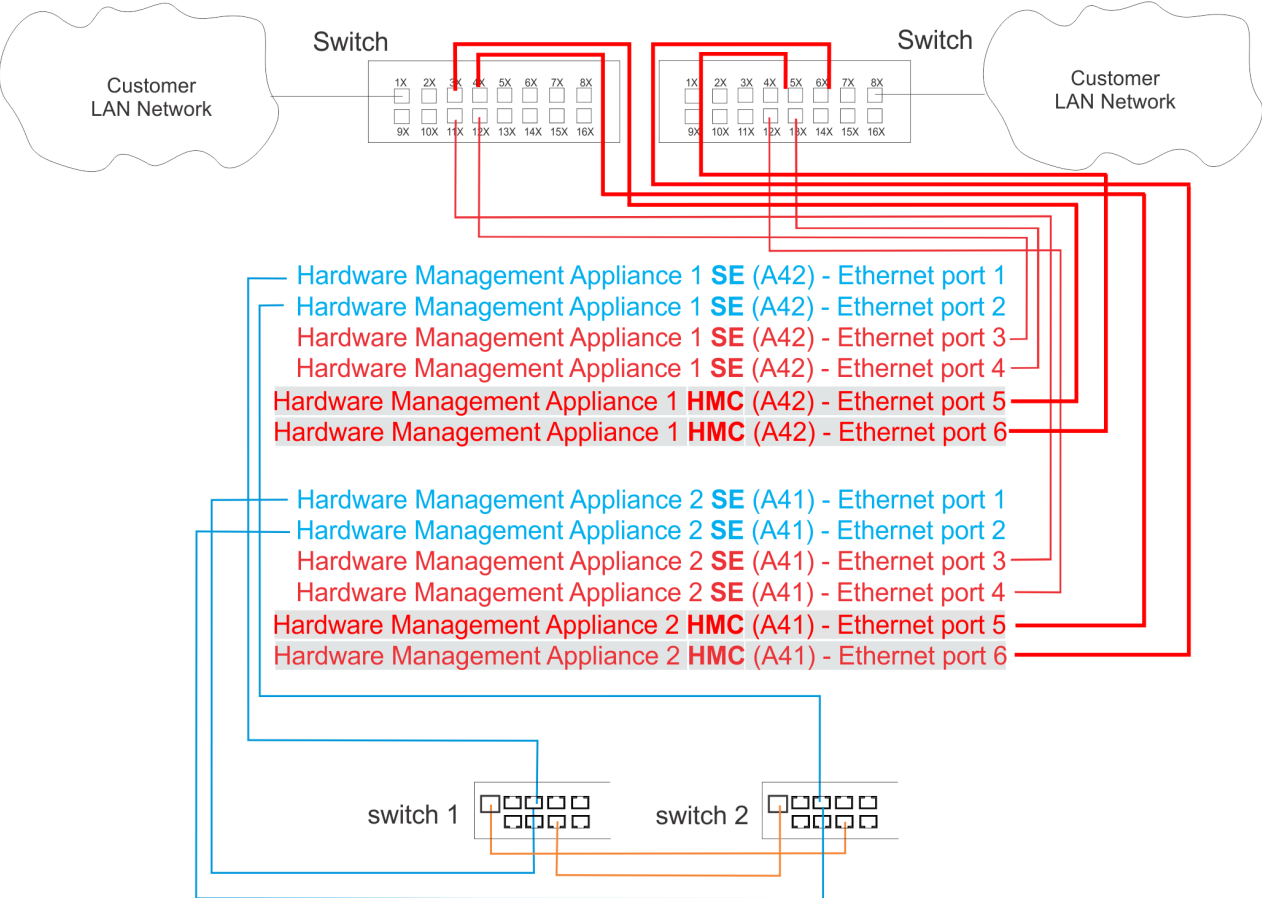 Switch
Switch
Customer
LAN Network
Customer
LAN Network
1X 2X 3X 4X 5X 6X 7X 8X
9X 10X 11X 12X 13X 14X 15X 16X
1X 2X 3X 4X 5X 6X 7X 8X
9X 10X 11X 12X 13X 14X 15X 16X
Hardware Management Appliance 1 SE (A42) - Ethernet port 1
Hardware Management Appliance 1 SE (A42) - Ethernet port 2
Hardware Management Appliance 1 SE (A42) - Ethernet port 3
Hardware Management Appliance 1 SE (A42) - Ethernet port 4
Hardware Management Appliance 1 HMC (A42) - Ethernet port 5
Hardware Management Appliance 1 HMC (A42) - Ethernet port 6
Hardware Management Appliance 2 SE (A41) - Ethernet port 1
Hardware Management Appliance 2 SE (A41) - Ethernet port 2
Hardware Management Appliance 2 SE (A41) - Ethernet port 3
Hardware Management Appliance 2 SE (A41) - Ethernet port 4
Hardware Management Appliance 2 HMC (A41) - Ethernet port 5
Hardware Management Appliance 2 HMC (A41) - Ethernet port 6
switch 1
switch 2